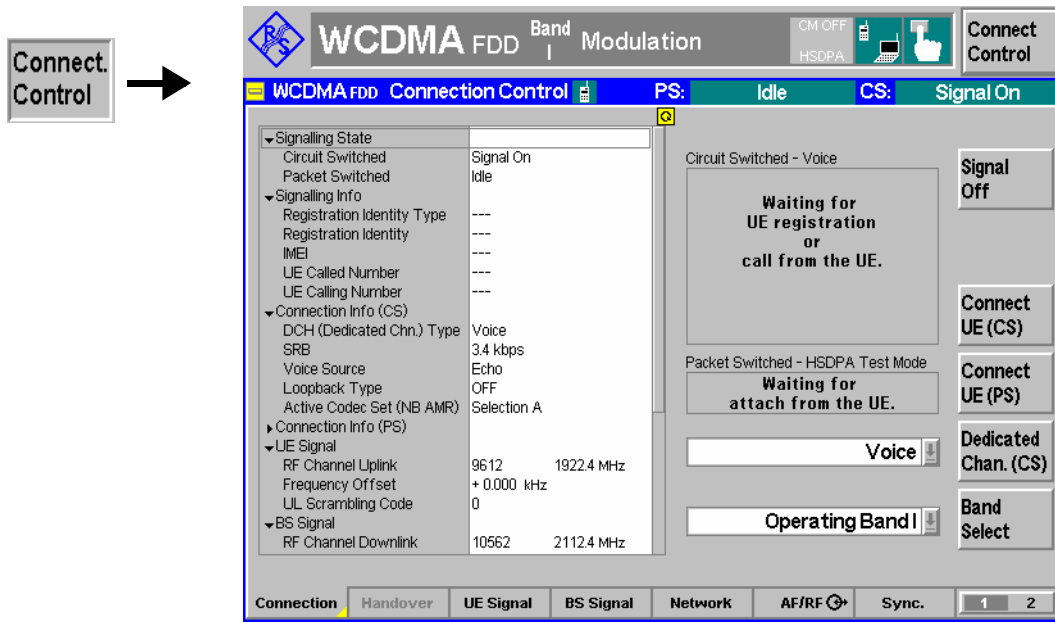 Connect.
Control
R S
WCDMA FDD Band I Modulation
CM OFF
HSDPA
Connect
Control
WCDMA FDD Connection Control
PS: Idle CS: Signal On
Signalling State
Circuit Switched Signal On
Packet Switched Idle
Signalling Info
Registration Identity Type ---
Registration Identity ---
IMEI ---
UE Called Number ---
UE Calling Number ---
Connection Info (CS)
DCH (Dedicated Chn.) Type Voice
SRB 3.4 kbps
Voice Source Echo
Loopback Type OFF
Active Codec Set (NB AMR) Selection A
Connection Info (PS)
UE Signal
RF Channel Uplink 9612 1922.4 MHz
Frequency Offset + 0.000 kHz
UL Scrambling Code 0
BS Signal
RF Channel Downlink 10562 2112.4 MHz
Circuit Switched - Voice
Waiting for
UE registration
or
call from the UE.
Packet Switched - HSDPA Test Mode
Waiting for
attach from the UE.
Voice
Operating Band I
Signal
Off
Connect
UE (CS)
Connect
UE (PS)
Dedicated
Chan. (CS)
Band
Select
Connection Handover UE Signal BS Signal Network AF/RF Sync. 1 2